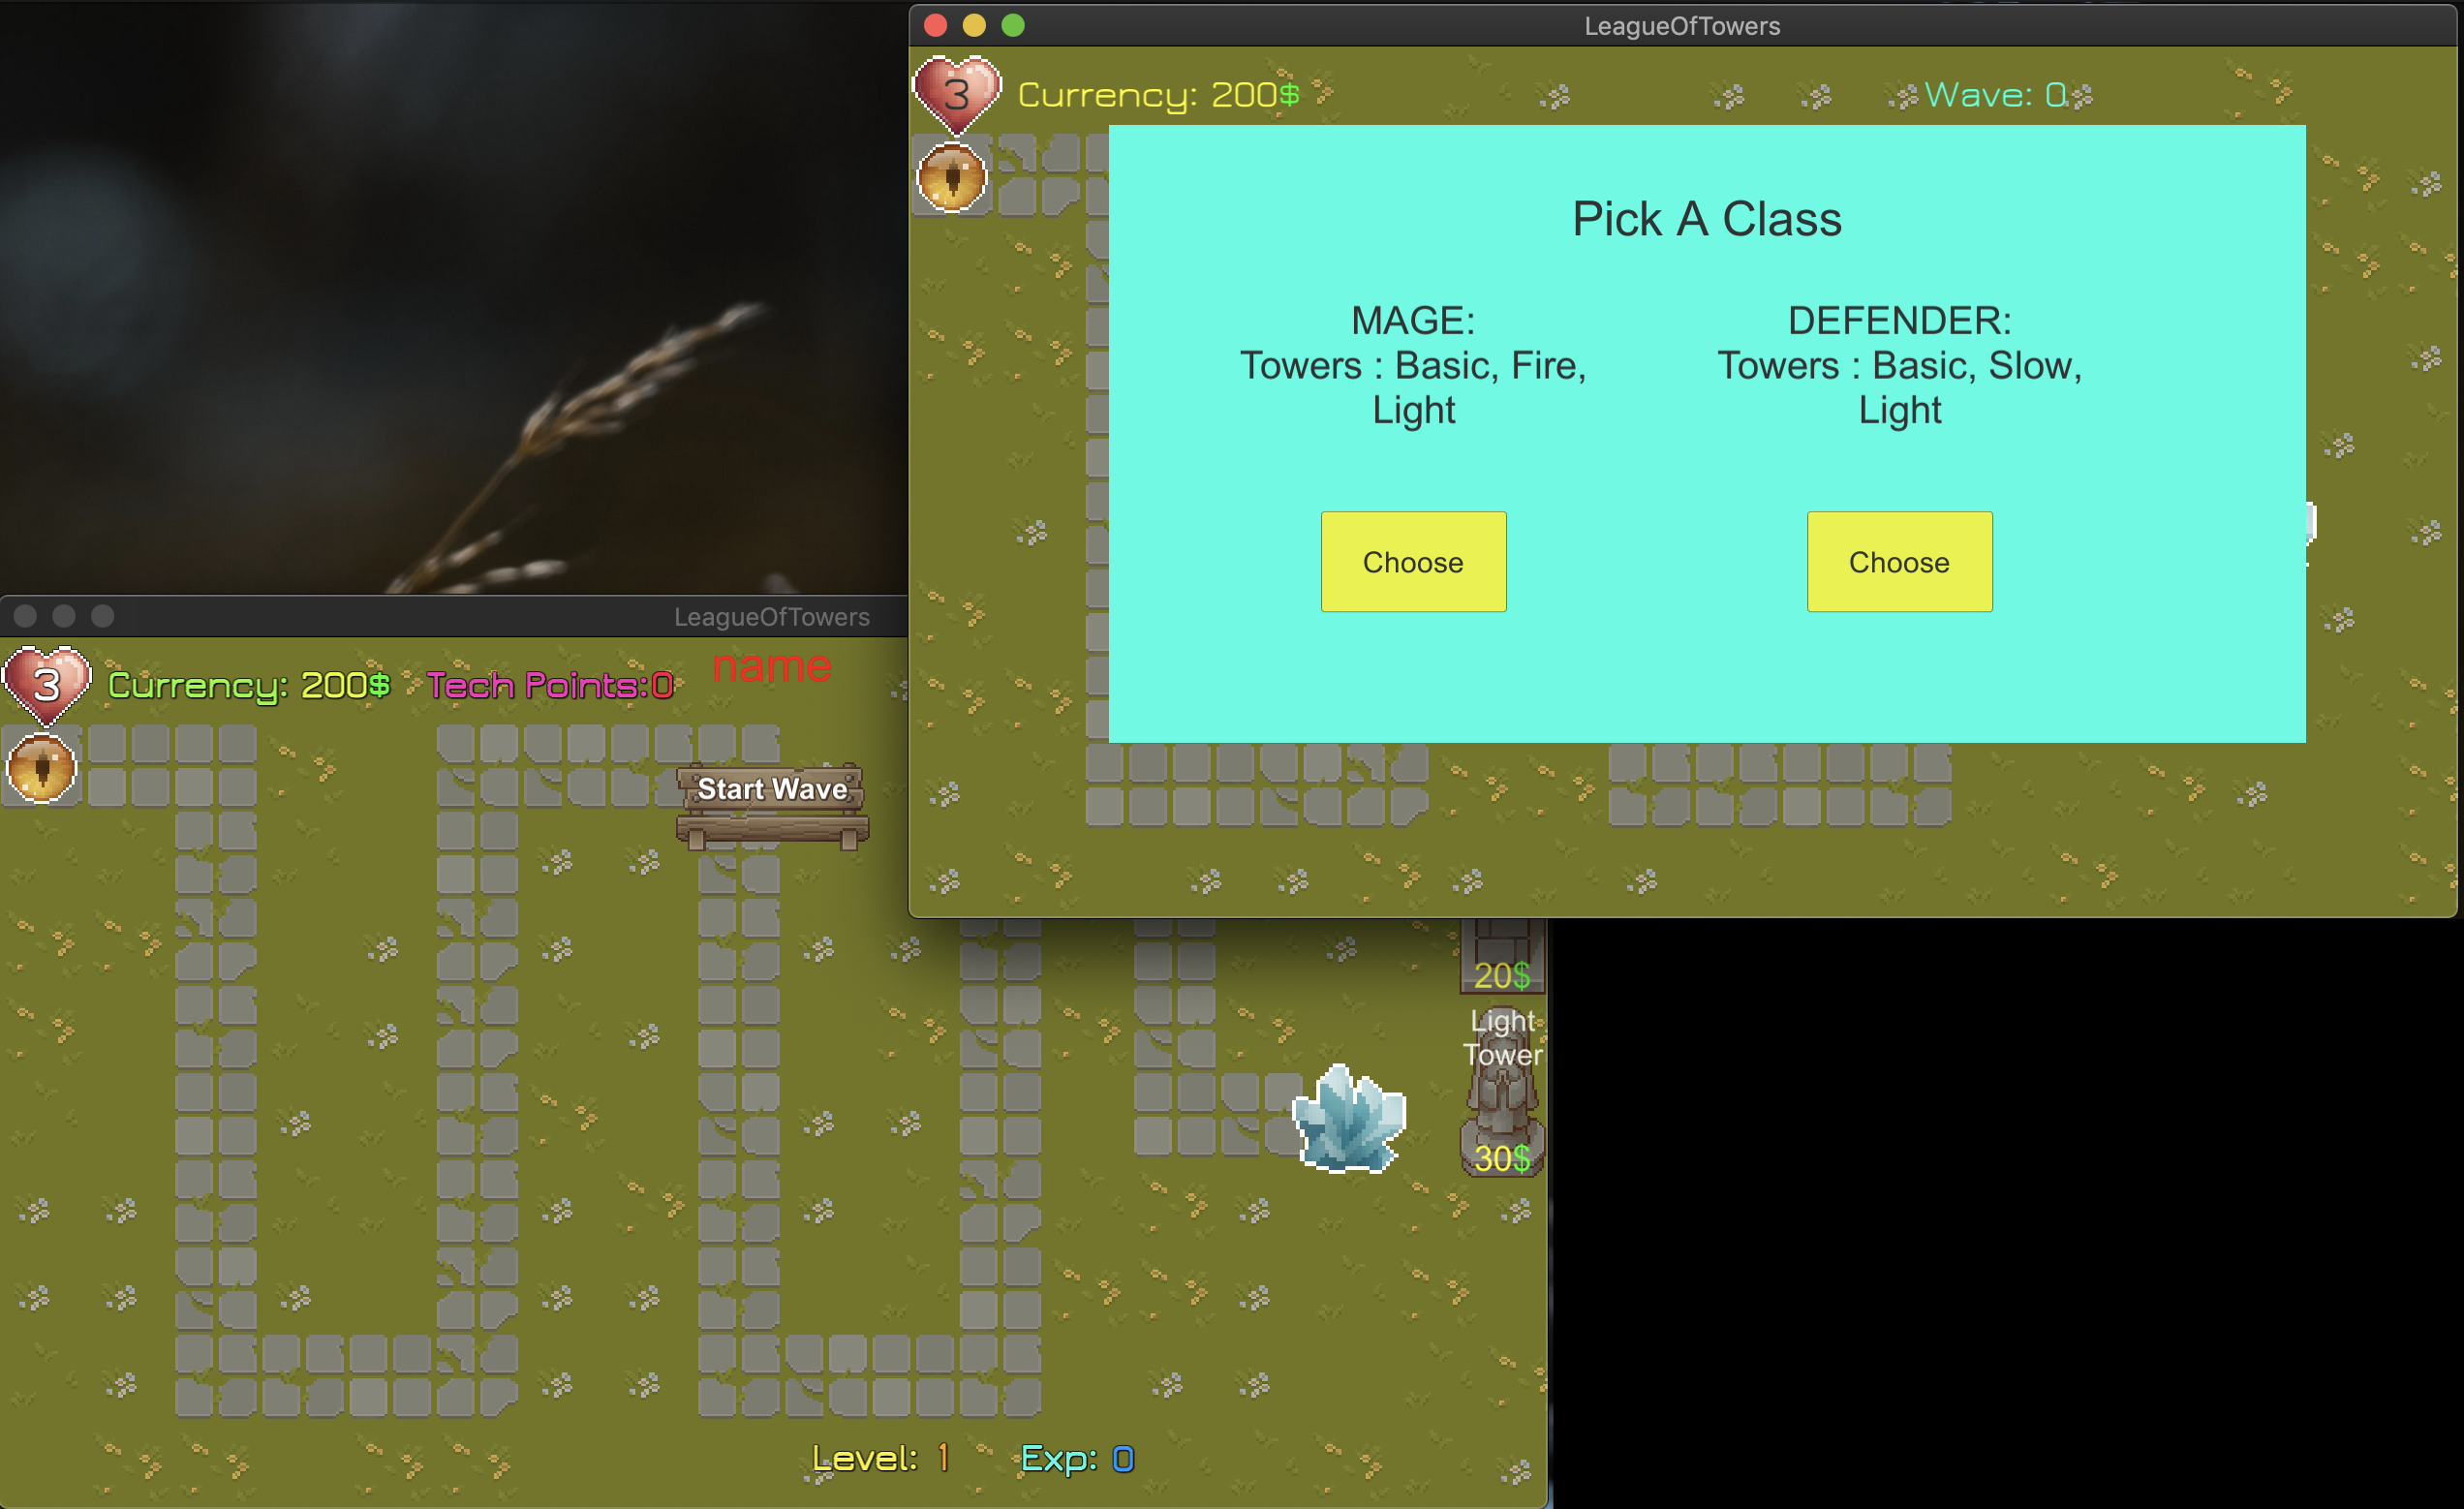 LeagueOfTowers
3
Currency: 200$
Wave: 0
Pick A Class
MAGE:
Towers : Basic, Fire,
Light
Choose
DEFENDER:
Towers : Basic, Slow,
Light
Choose
LeagueOfTowers
3
Currency: 200$
Tech Points:0
name
Start Wave
20$
Light
Tower
30$
Level: 1
Exp: 0